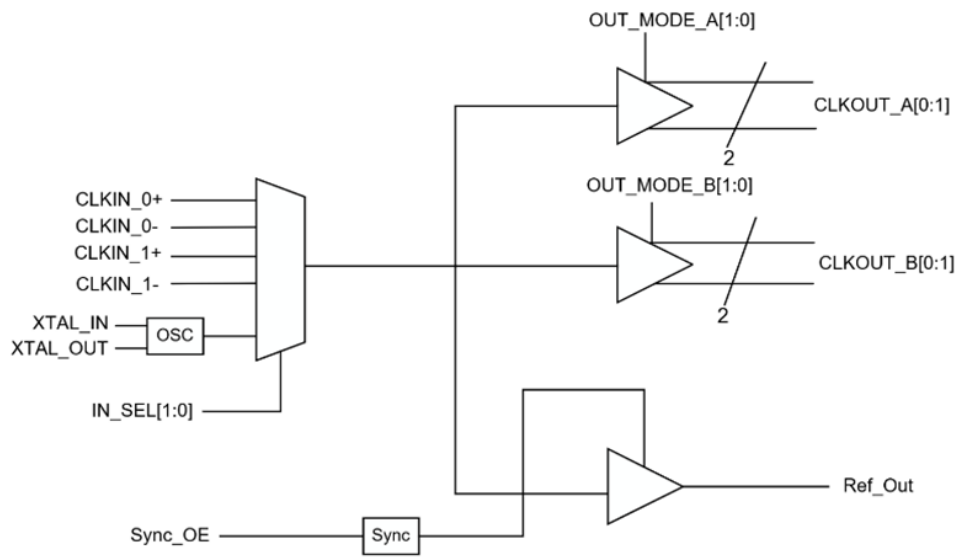 OUT_MODE_A[1:0]
CLKOUT_A[0:1]
2
OUT_MODE_B[1:0]
CLKIN_0+
CLKIN_0-
CLKIN_1+
CLKIN_1-
CLKOUT_B[0:1]
2
XTAL_IN
OSC
XTAL_OUT
IN_SEL[1:0]
Ref_Out
Sync_OE
Sync